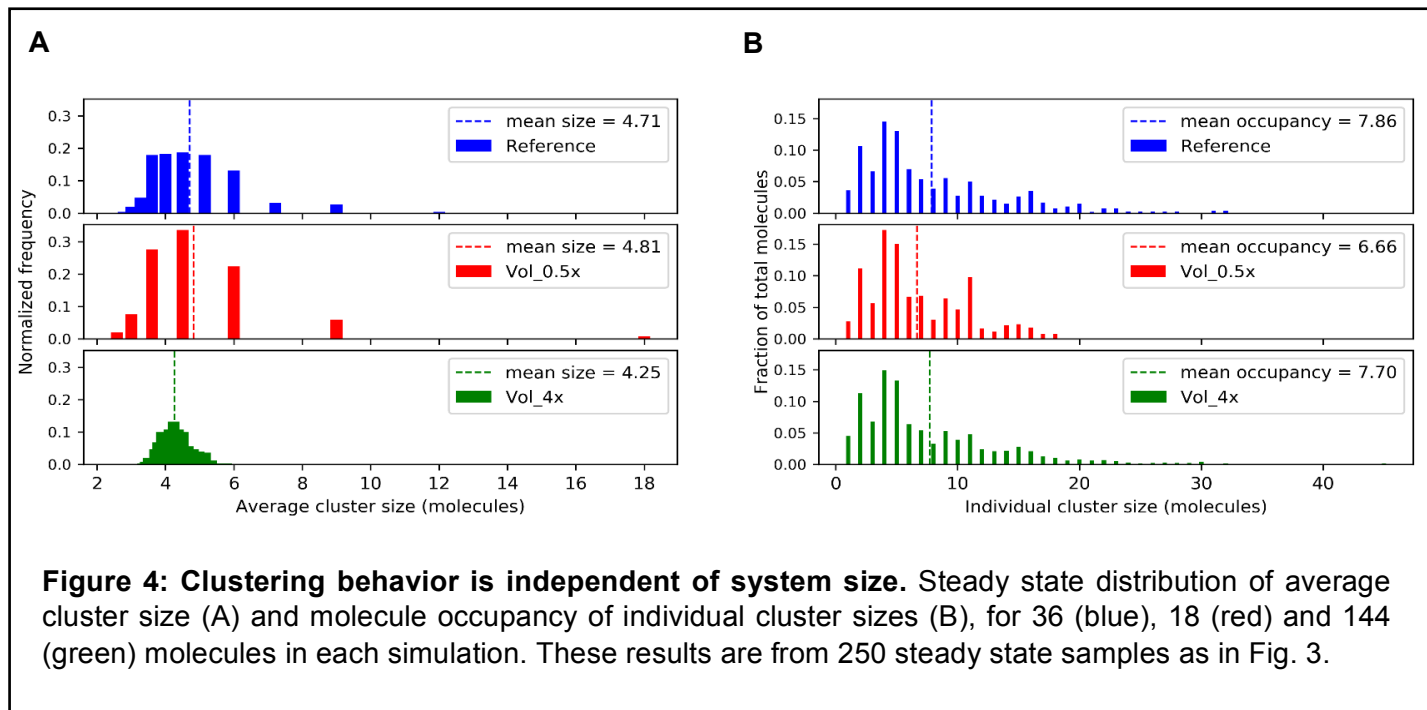 A
B
0.3
0.2
0.1
0.0
mean size = 4.71
Reference
0.3
0.2
0.1
0.0
mean size = 4.81
Vol_0.5x
0.3
0.2
0.1
0.0
mean size = 4.25
Vol_4x
Normalized frequency
2 4 6 8 10 12 14 16 18
Average cluster size (molecules)
0.15
0.10
0.05
0.00
mean occupancy = 7.86
Reference
0.15
0.10
0.05
0.00
mean occupancy = 6.66
Vol_0.5x
0.15
0.10
0.05
0.00
mean occupancy = 7.70
Vol_4x
Fraction of total molecules
0 10 20 30 40
Individual cluster size (molecules)
Figure 4: Clustering behavior is independent of system size. Steady state distribution of average
cluster size (A) and molecule occupancy of individual cluster sizes (B), for 36 (blue), 18 (red) and 144
(green) molecules in each simulation. These results are from 250 steady state samples as in Fig. 3.